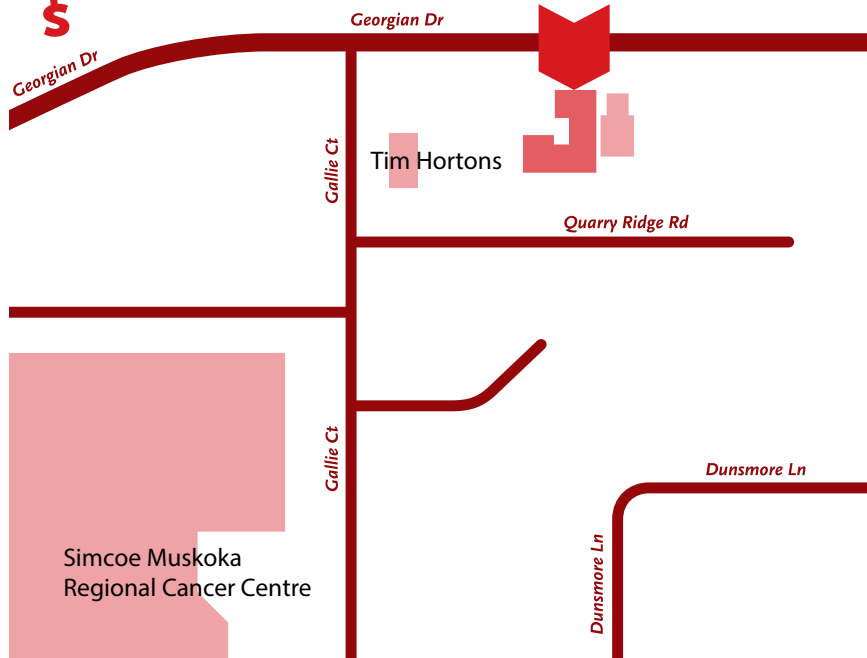 $
Georgian Dr
Georgian Dr
Gallie Ct
Tim Hortons
Quarry Ridge Rd
Gallie Ct
Dunsmore Ln
Simcoe Muskoka
Regional Cancer Centre
Dunsmore Ln